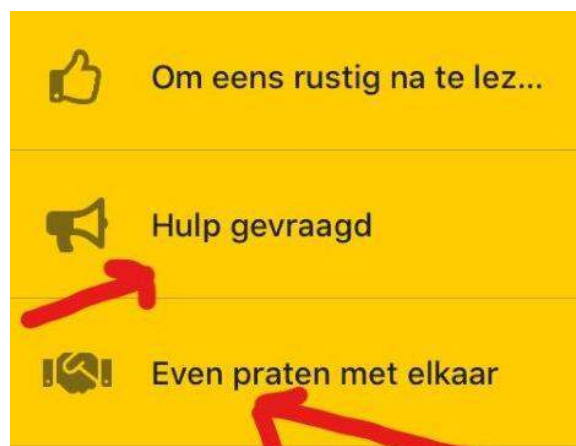 Om eens rustig na te lez...
Hulp gevraagd
Even praten met elkaar